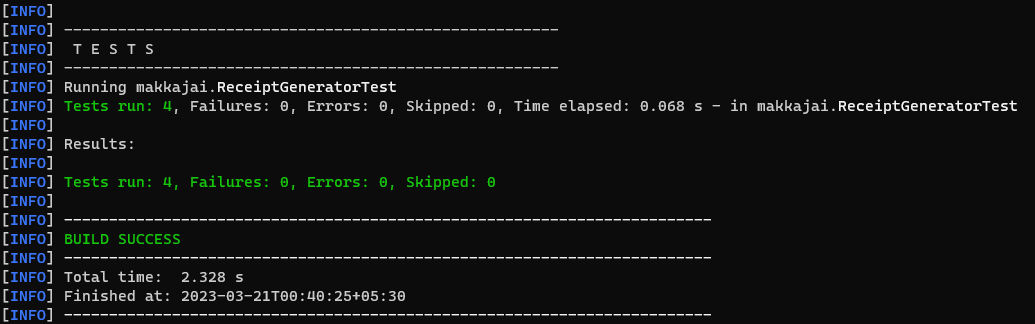 [INFO]
[INFO] -------------------------------------------------------
[INFO]  T E S T S
[INFO] -------------------------------------------------------
[INFO] Running makkajai.ReceiptGeneratorTest
[INFO] Tests run: 4, Failures: 0, Errors: 0, Skipped: 0, Time elapsed: 0.068 s - in makkajai.ReceiptGeneratorTest
[INFO]
[INFO] Results:
[INFO]
[INFO] Tests run: 4, Failures: 0, Errors: 0, Skipped: 0
[INFO]
[INFO] ------------------------------------------------------------------------
[INFO] BUILD SUCCESS
[INFO] ------------------------------------------------------------------------
[INFO] Total time:  2.328 s
[INFO] Finished at: 2023-03-21T00:40:25+05:30
[INFO] ------------------------------------------------------------------------